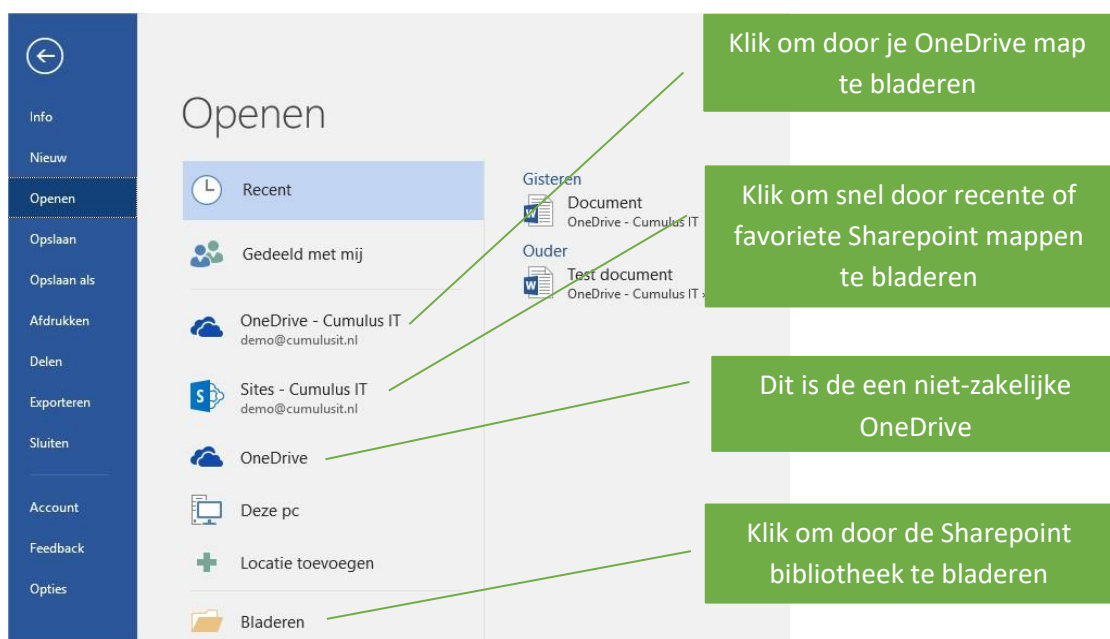 Info
Nieuw
Openen
Opslaan
Opslaan als
Afdrukken
Delen
Exporteren
Sluiten
Account
Feedback
Opties
Openen
Recent
Gedeeld met mij
OneDrive - Cumulus IT
demo@cumulusit.nl
Sites - Cumulus IT
demo@cumulusit.nl
OneDrive
Deze pc
Locatie toevoegen
Bladeren
Gisteren
Document
OneDrive - Cumulus IT
Ouder
Test document
OneDrive - Cumulus IT »
Klik om door je OneDrive map
te bladeren
Klik om snel door recente of
favoriete Sharepoint mappen
te bladeren
Dit is de een niet-zakelijke
OneDrive
Klik om door de Sharepoint
bibliotheek te bladeren